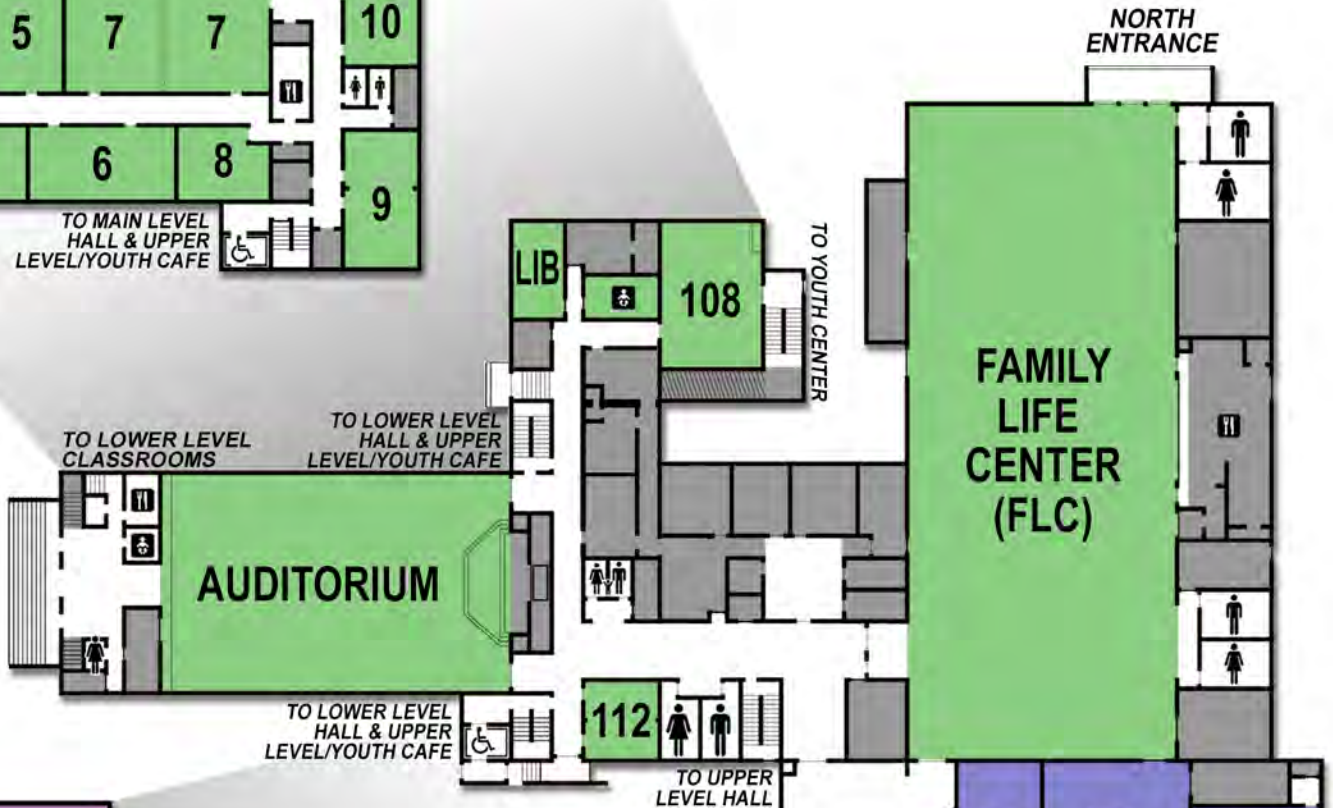 5
7
7
10
6
8
9
TO MAIN LEVEL
HALL & UPPER
LEVEL/YOUTH CAFE
NORTH
ENTRANCE
LIB
108
TO YOUTH CENTER
FAMILY
LIFE
CENTER
(FLC)
TO LOWER LEVEL
HALL & UPPER
LEVEL/YOUTH CAFE
TO LOWER LEVEL
CLASSROOMS
AUDITORIUM
TO LOWER LEVEL
HALL & UPPER
LEVEL/YOUTH CAFE
112
TO UPPER
LEVEL HALL